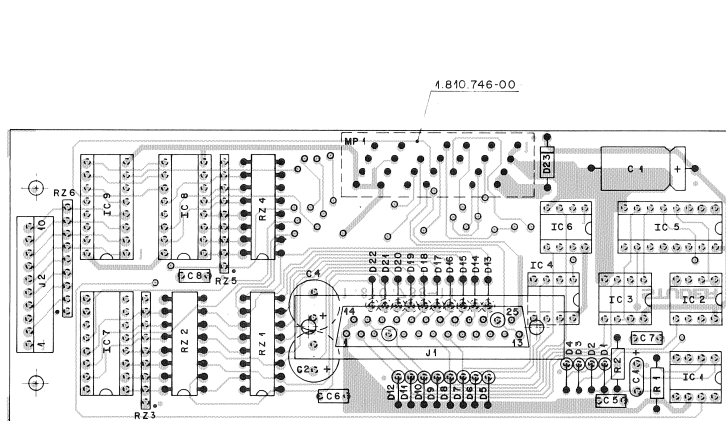 1.810.746-00
MP1
D23
C1
+
RZ6
IC9
IC8
RZ4
IC6
IC5
10
J2
1
C8
RZ5
D22
D21
D20
D19
D18
D17
D16
D15
D14
D13
IC4
C4
IC3
IC2
14
25
+
IC7
RZ2
RZ1
1
13
J1
C7
D4
D3
D2
D1
R2
C2
+
D12
D11
D10
D9
D8
D7
D6
D5
+
R1
IC1
C6
C5
RZ3